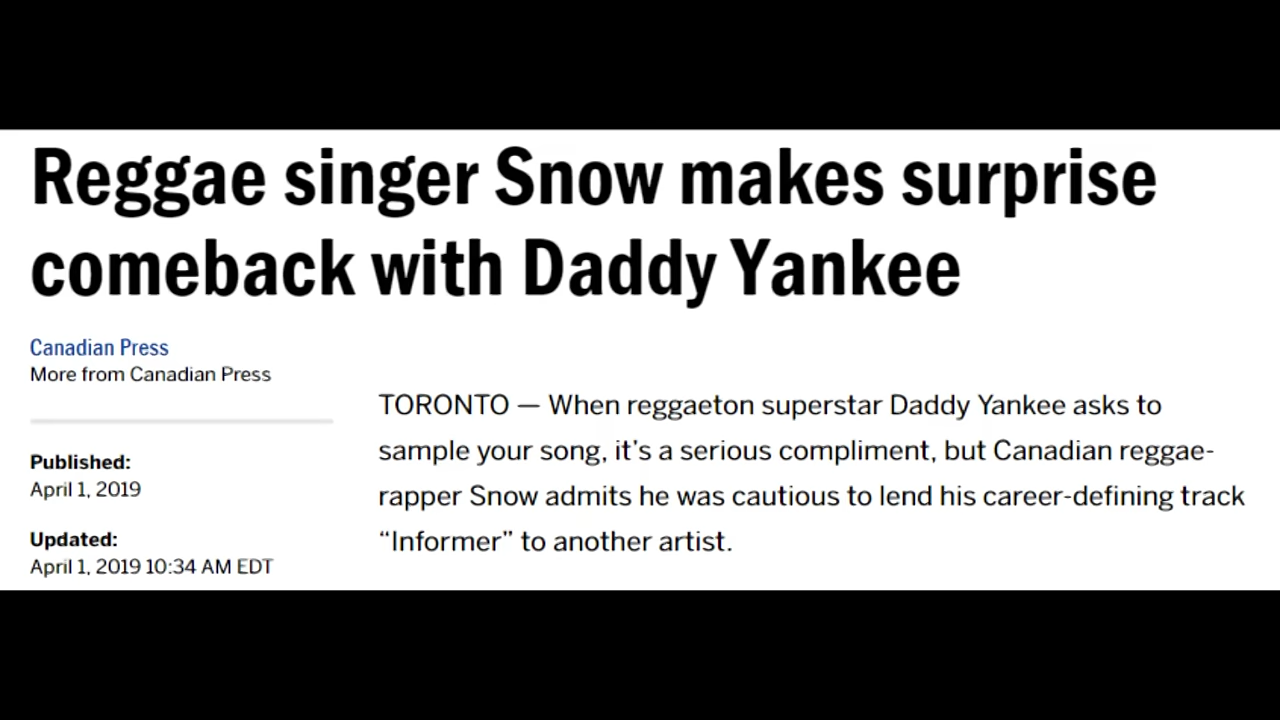 Reggae singer Snow makes surprise
comeback with Daddy Yankee
Canadian Press
More from Canadian Press
Published:
April 1, 2019
Updated:
April 1, 2019 10:34 AM EDT
TORONTO — When reggaeton superstar Daddy Yankee asks to
sample your song, it's a serious compliment, but Canadian reggae-
rapper Snow admits he was cautious to lend his career-defining track
“Informer” to another artist.